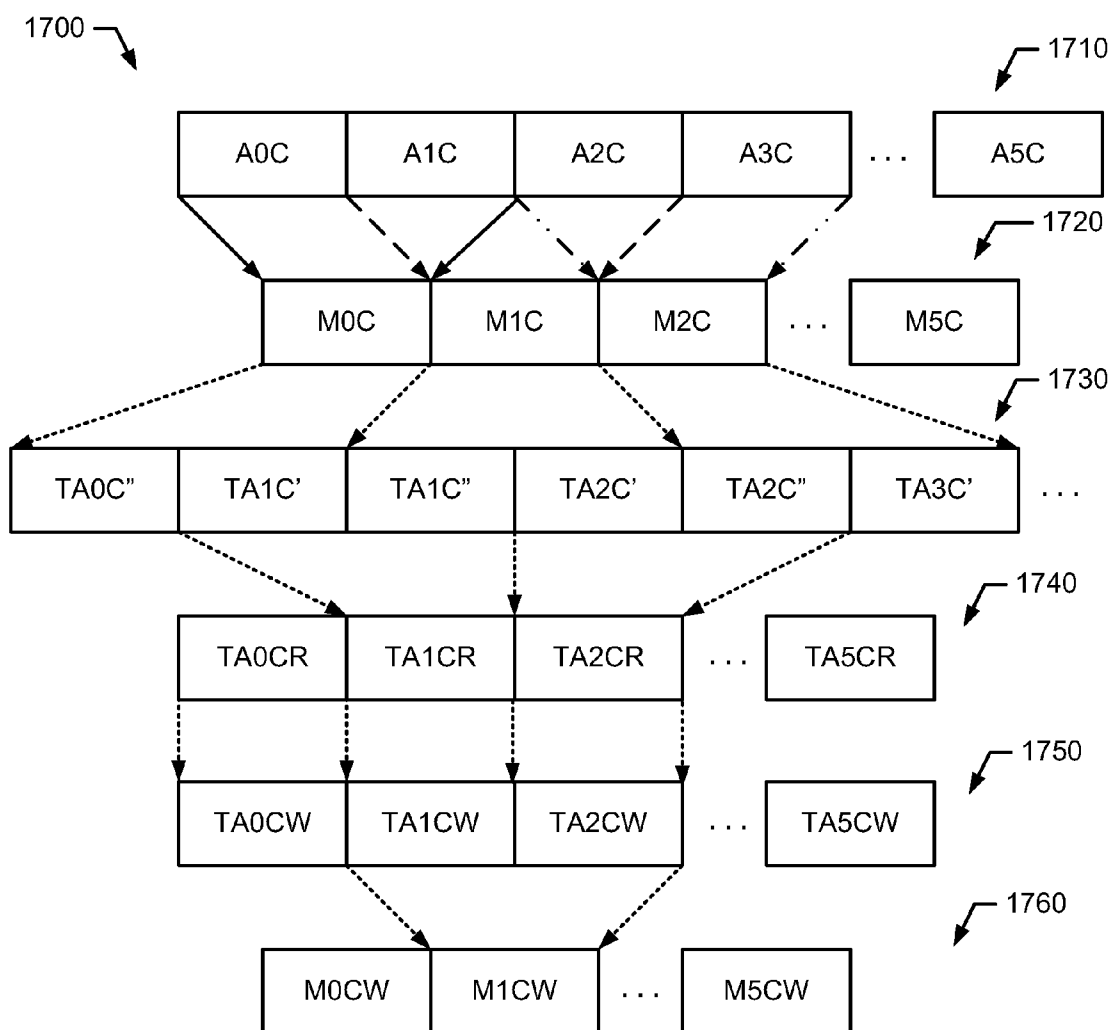 1700
1710
A0C A1C A2C A3C . . . A5C
1720
M0C M1C M2C . . . M5C
1730
TA0C" TA1C' TA1C" TA2C' TA2C" TA3C' . . .
1740
TA0CR TA1CR TA2CR . . . TA5CR
1750
TA0CW TA1CW TA2CW . . . TA5CW
1760
M0CW M1CW . . . M5CW